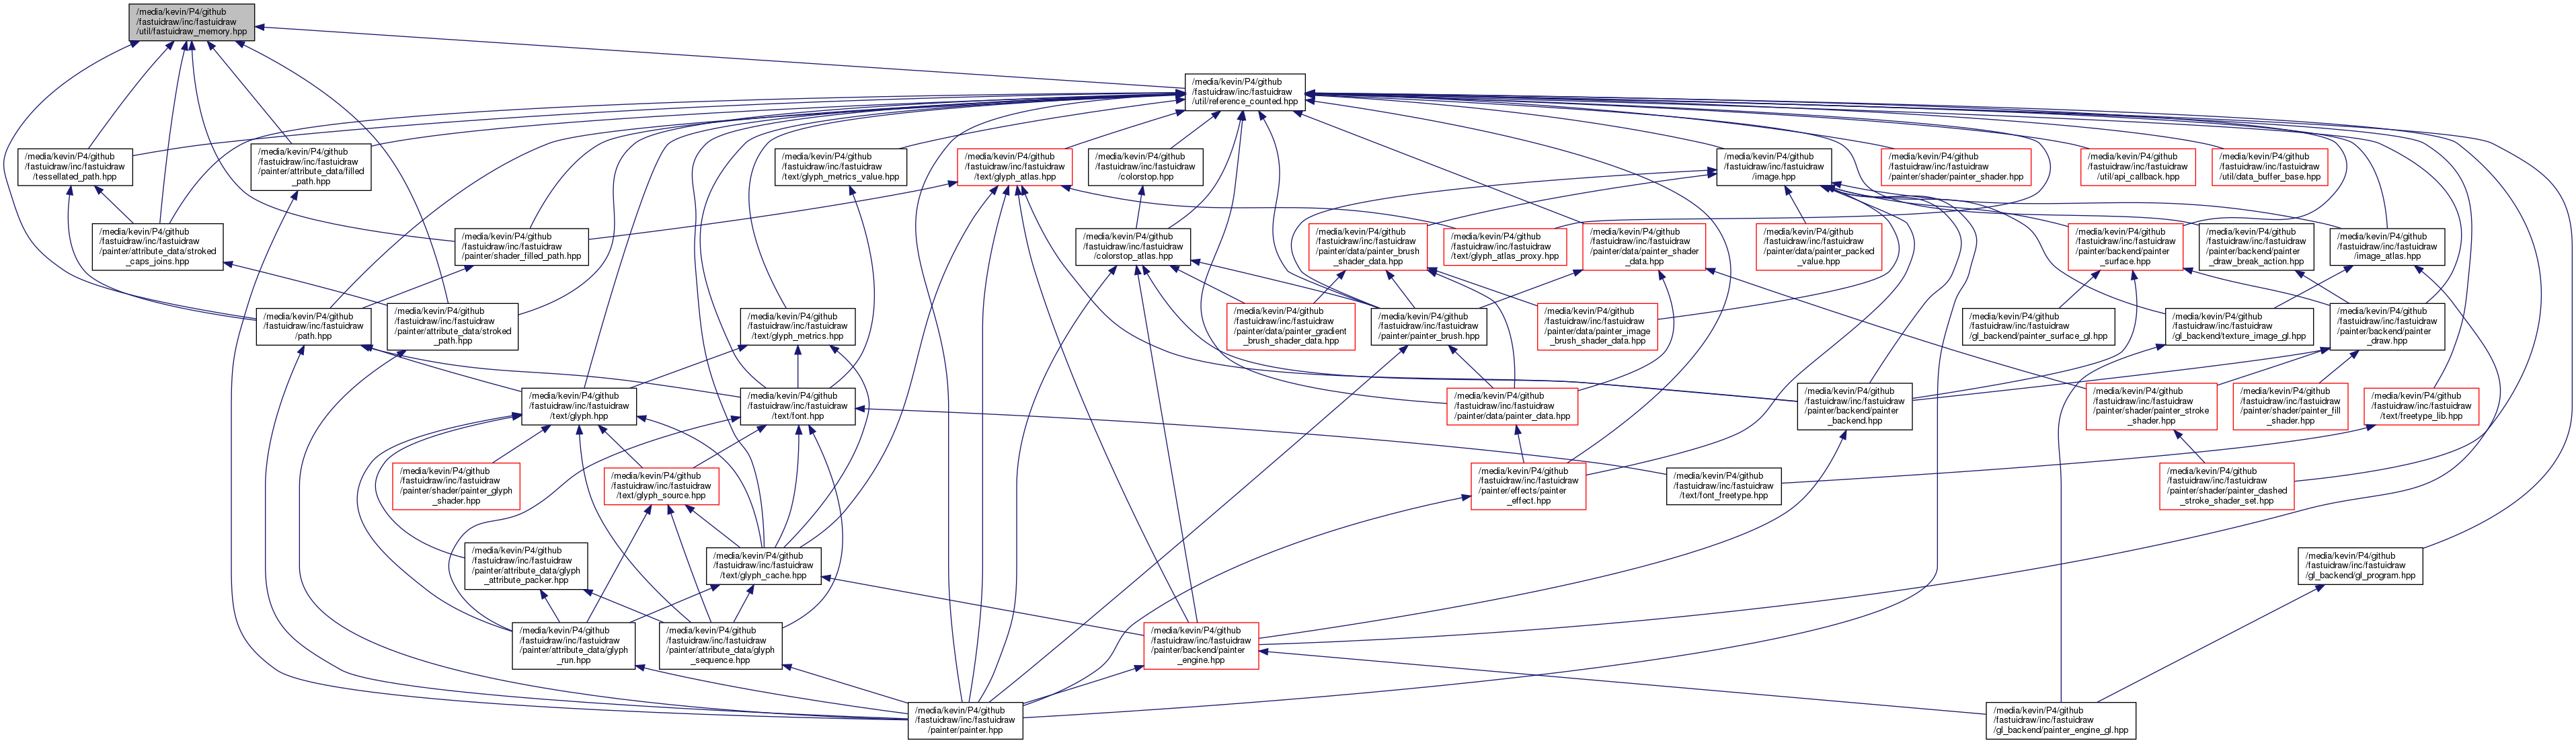 /media/kevin/P4/github
/fastuidraw/inc/fastuidraw
/util/fastuidraw_memory.hpp
/media/kevin/P4/github
/fastuidraw/inc/fastuidraw
/util/reference_counted.hpp
/media/kevin/P4/github
/fastuidraw/inc/fastuidraw
/tessellated_path.hpp
/media/kevin/P4/github
/fastuidraw/inc/fastuidraw
/painter/attribute_data/filled
_path.hpp
/media/kevin/P4/github
/fastuidraw/inc/fastuidraw
/text/glyph_metrics_value.hpp
/media/kevin/P4/github
/fastuidraw/inc/fastuidraw
/text/glyph_atlas.hpp
/media/kevin/P4/github
/fastuidraw/inc/fastuidraw
/colorstop.hpp
/media/kevin/P4/github
/fastuidraw/inc/fastuidraw
/image.hpp
/media/kevin/P4/github
/fastuidraw/inc/fastuidraw
/painter/shader/painter_shader.hpp
/media/kevin/P4/github
/fastuidraw/inc/fastuidraw
/util/api_callback.hpp
/media/kevin/P4/github
/fastuidraw/inc/fastuidraw
/util/data_buffer_base.hpp
/media/kevin/P4/github
/fastuidraw/inc/fastuidraw
/painter/attribute_data/stroked
_caps_joins.hpp
/media/kevin/P4/github
/fastuidraw/inc/fastuidraw
/painter/shader_filled_path.hpp
/media/kevin/P4/github
/fastuidraw/inc/fastuidraw
/text/glyph_atlas_proxy.hpp
/media/kevin/P4/github
/fastuidraw/inc/fastuidraw
/colorstop_atlas.hpp
/media/kevin/P4/github
/fastuidraw/inc/fastuidraw
/painter/data/painter_brush
_shader_data.hpp
/media/kevin/P4/github
/fastuidraw/inc/fastuidraw
/painter/data/painter_shader
_data.hpp
/media/kevin/P4/github
/fastuidraw/inc/fastuidraw
/painter/data/painter_packed
_value.hpp
/media/kevin/P4/github
/fastuidraw/inc/fastuidraw
/painter/backend/painter
_surface.hpp
/media/kevin/P4/github
/fastuidraw/inc/fastuidraw
/painter/backend/painter
_draw_break_action.hpp
/media/kevin/P4/github
/fastuidraw/inc/fastuidraw
/image_atlas.hpp
/media/kevin/P4/github
/fastuidraw/inc/fastuidraw
/path.hpp
/media/kevin/P4/github
/fastuidraw/inc/fastuidraw
/painter/attribute_data/stroked
_path.hpp
/media/kevin/P4/github
/fastuidraw/inc/fastuidraw
/text/glyph_metrics.hpp
/media/kevin/P4/github
/fastuidraw/inc/fastuidraw
/painter/data/painter_gradient
_brush_shader_data.hpp
/media/kevin/P4/github
/fastuidraw/inc/fastuidraw
/painter/painter_brush.hpp
/media/kevin/P4/github
/fastuidraw/inc/fastuidraw
/painter/data/painter_image
_brush_shader_data.hpp
/media/kevin/P4/github
/fastuidraw/inc/fastuidraw
/gl_backend/painter_surface_gl.hpp
/media/kevin/P4/github
/fastuidraw/inc/fastuidraw
/gl_backend/texture_image_gl.hpp
/media/kevin/P4/github
/fastuidraw/inc/fastuidraw
/painter/backend/painter
_draw.hpp
/media/kevin/P4/github
/fastuidraw/inc/fastuidraw
/text/glyph.hpp
/media/kevin/P4/github
/fastuidraw/inc/fastuidraw
/text/font.hpp
/media/kevin/P4/github
/fastuidraw/inc/fastuidraw
/painter/data/painter_data.hpp
/media/kevin/P4/github
/fastuidraw/inc/fastuidraw
/painter/backend/painter
_backend.hpp
/media/kevin/P4/github
/fastuidraw/inc/fastuidraw
/painter/shader/painter_stroke
_shader.hpp
/media/kevin/P4/github
/fastuidraw/inc/fastuidraw
/painter/shader/painter_fill
_shader.hpp
/media/kevin/P4/github
/fastuidraw/inc/fastuidraw
/text/freetype_lib.hpp
/media/kevin/P4/github
/fastuidraw/inc/fastuidraw
/painter/shader/painter_glyph
_shader.hpp
/media/kevin/P4/github
/fastuidraw/inc/fastuidraw
/text/glyph_source.hpp
/media/kevin/P4/github
/fastuidraw/inc/fastuidraw
/painter/effects/painter
_effect.hpp
/media/kevin/P4/github
/fastuidraw/inc/fastuidraw
/text/font_freetype.hpp
/media/kevin/P4/github
/fastuidraw/inc/fastuidraw
/painter/shader/painter_dashed
_stroke_shader_set.hpp
/media/kevin/P4/github
/fastuidraw/inc/fastuidraw
/painter/attribute_data/glyph
_attribute_packer.hpp
/media/kevin/P4/github
/fastuidraw/inc/fastuidraw
/text/glyph_cache.hpp
/media/kevin/P4/github
/fastuidraw/inc/fastuidraw
/gl_backend/gl_program.hpp
/media/kevin/P4/github
/fastuidraw/inc/fastuidraw
/painter/attribute_data/glyph
_run.hpp
/media/kevin/P4/github
/fastuidraw/inc/fastuidraw
/painter/attribute_data/glyph
_sequence.hpp
/media/kevin/P4/github
/fastuidraw/inc/fastuidraw
/painter/backend/painter
_engine.hpp
/media/kevin/P4/github
/fastuidraw/inc/fastuidraw
/painter/painter.hpp
/media/kevin/P4/github
/fastuidraw/inc/fastuidraw
/gl_backend/painter_engine_gl.hpp